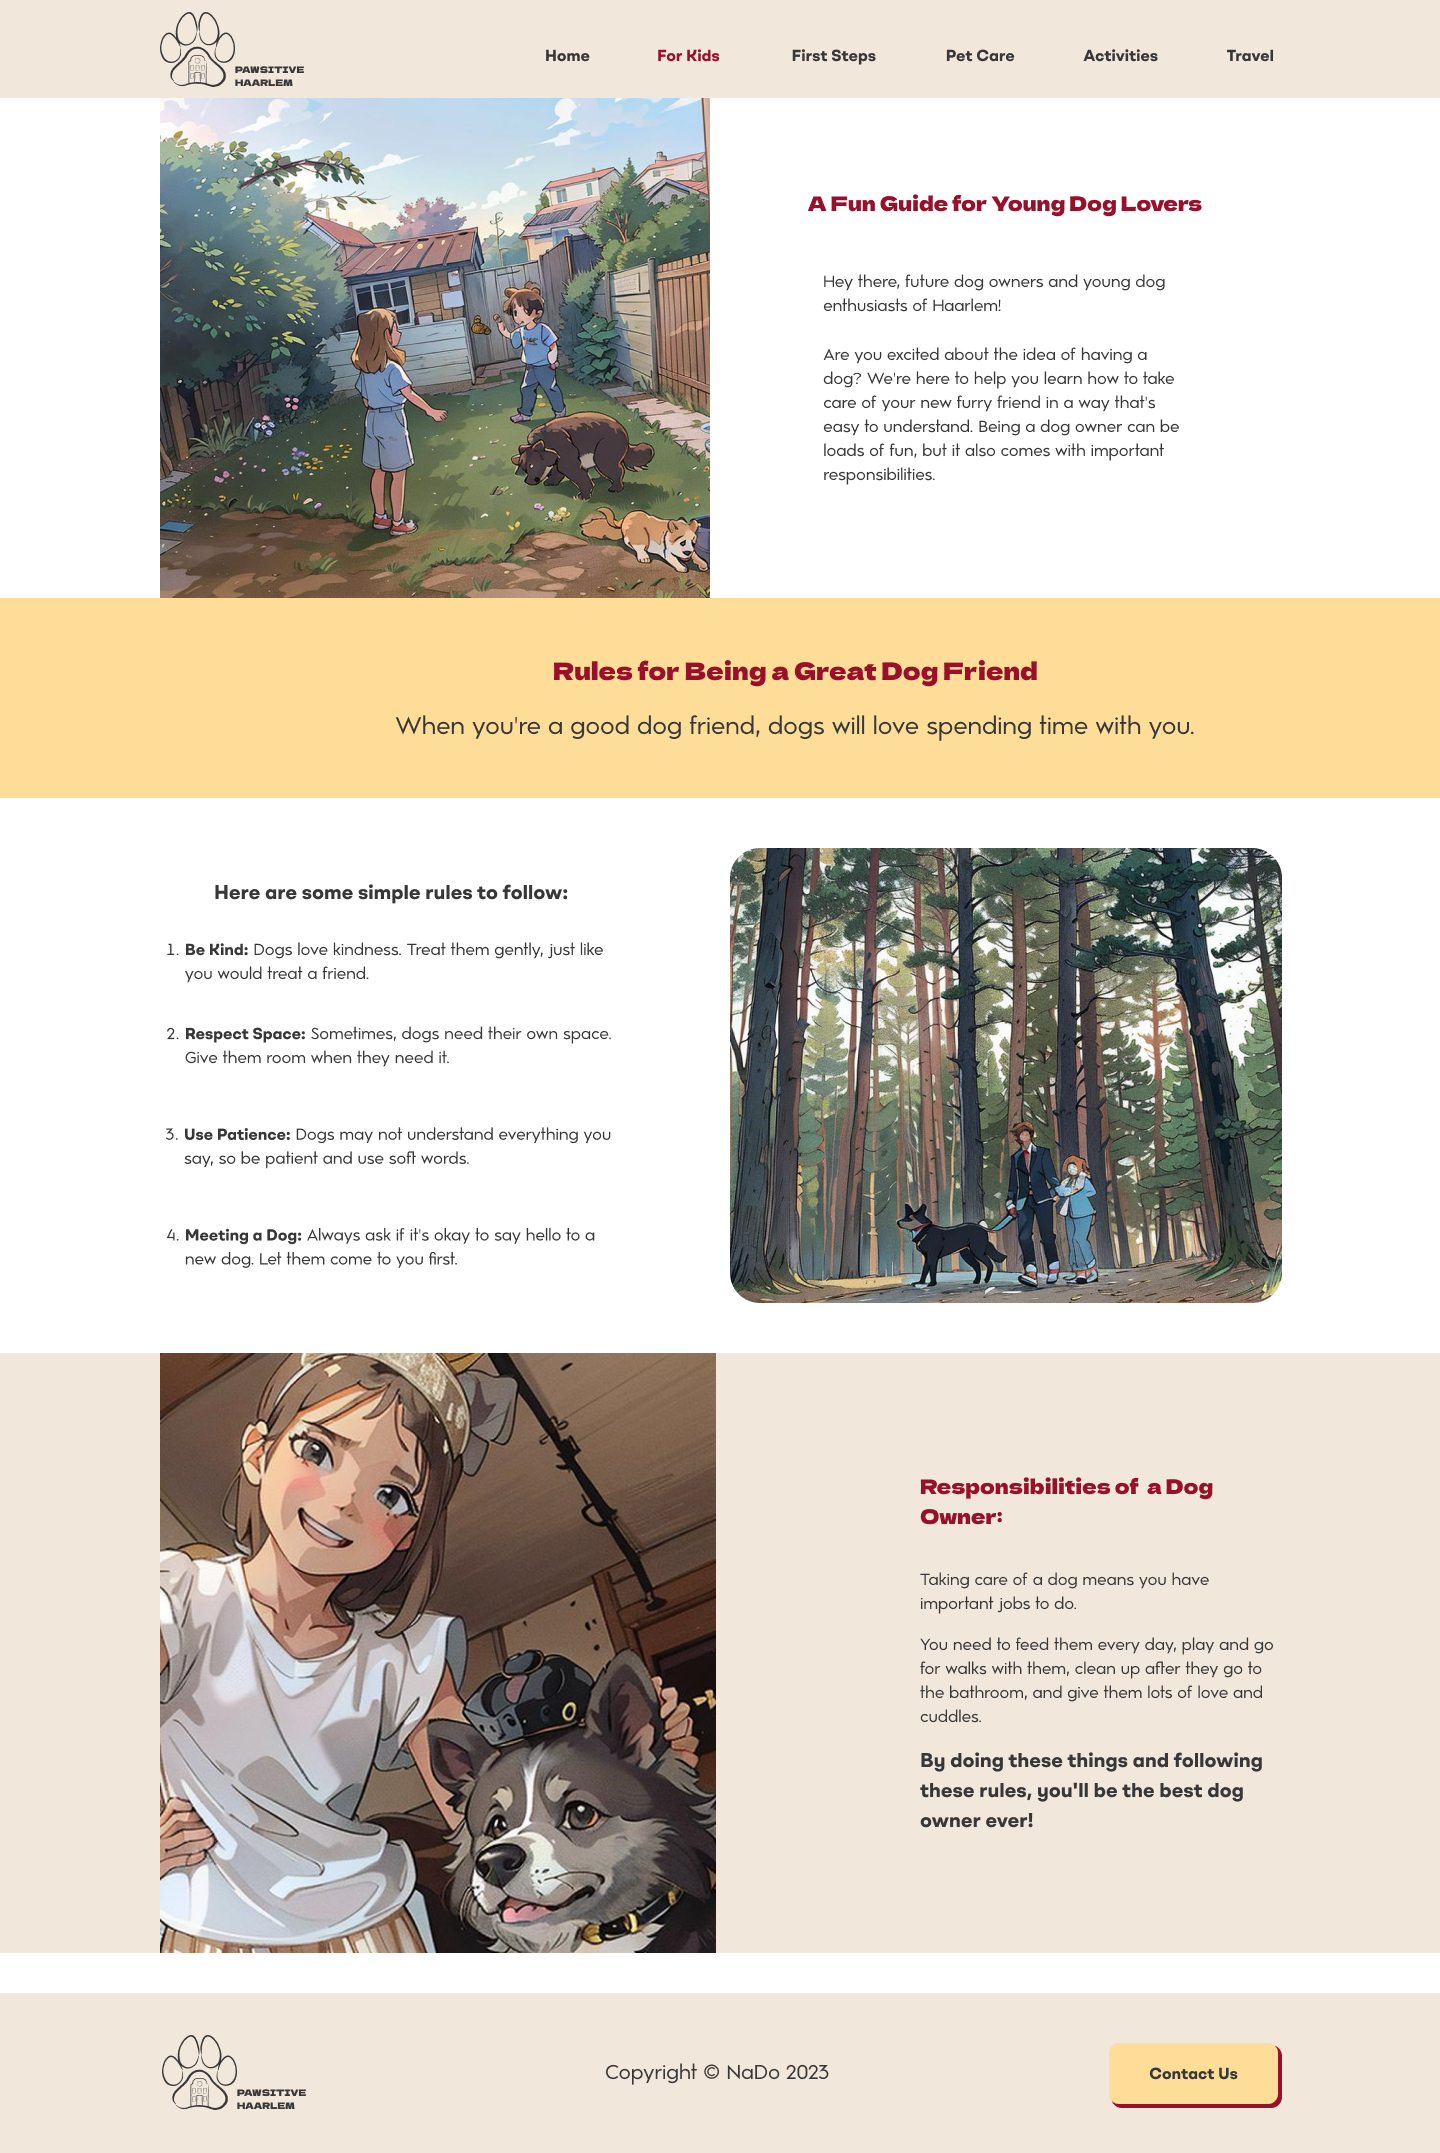 PAWSITIVE
HAARLEM
Home
For Kids
First Steps
Pet Care
Activities
Travel
A Fun Guide for Young Dog Lovers
Hey there, future dog owners and young dog
enthusiasts of Haarlem!
Are you excited about the idea of having a
dog? We're here to help you learn how to take
care of your new furry friend in a way that's
easy to understand. Being a dog owner can be
loads of fun, but it also comes with important
responsibilities.
Rules for Being a Great Dog Friend
When you're a good dog friend, dogs will love spending time with you.
Here are some simple rules to follow:
1. Be Kind: Dogs love kindness. Treat them gently, just like
you would treat a friend.
2. Respect Space: Sometimes, dogs need their own space.
Give them room when they need it.
3. Use Patience: Dogs may not understand everything you
say, so be patient and use soft words.
4. Meeting a Dog: Always ask if it's okay to say hello to a
new dog. Let them come to you first.
Responsibilities of a Dog
Owner:
Taking care of a dog means you have
important jobs to do.
You need to feed them every day, play and go
for walks with them, clean up after they go to
the bathroom, and give them lots of love and
cuddles.
By doing these things and following
these rules, you'll be the best dog
owner ever!
PAWSITIVE
HAARLEM
Copyright © NaDo 2023
Contact Us